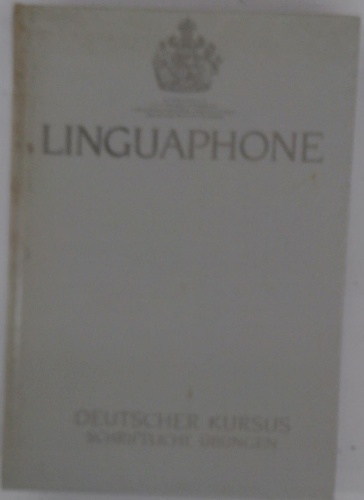 LINGUAPHONE
DEUTSCHER KURSUS
SCHRIFTLICHE ÜBUNGEN